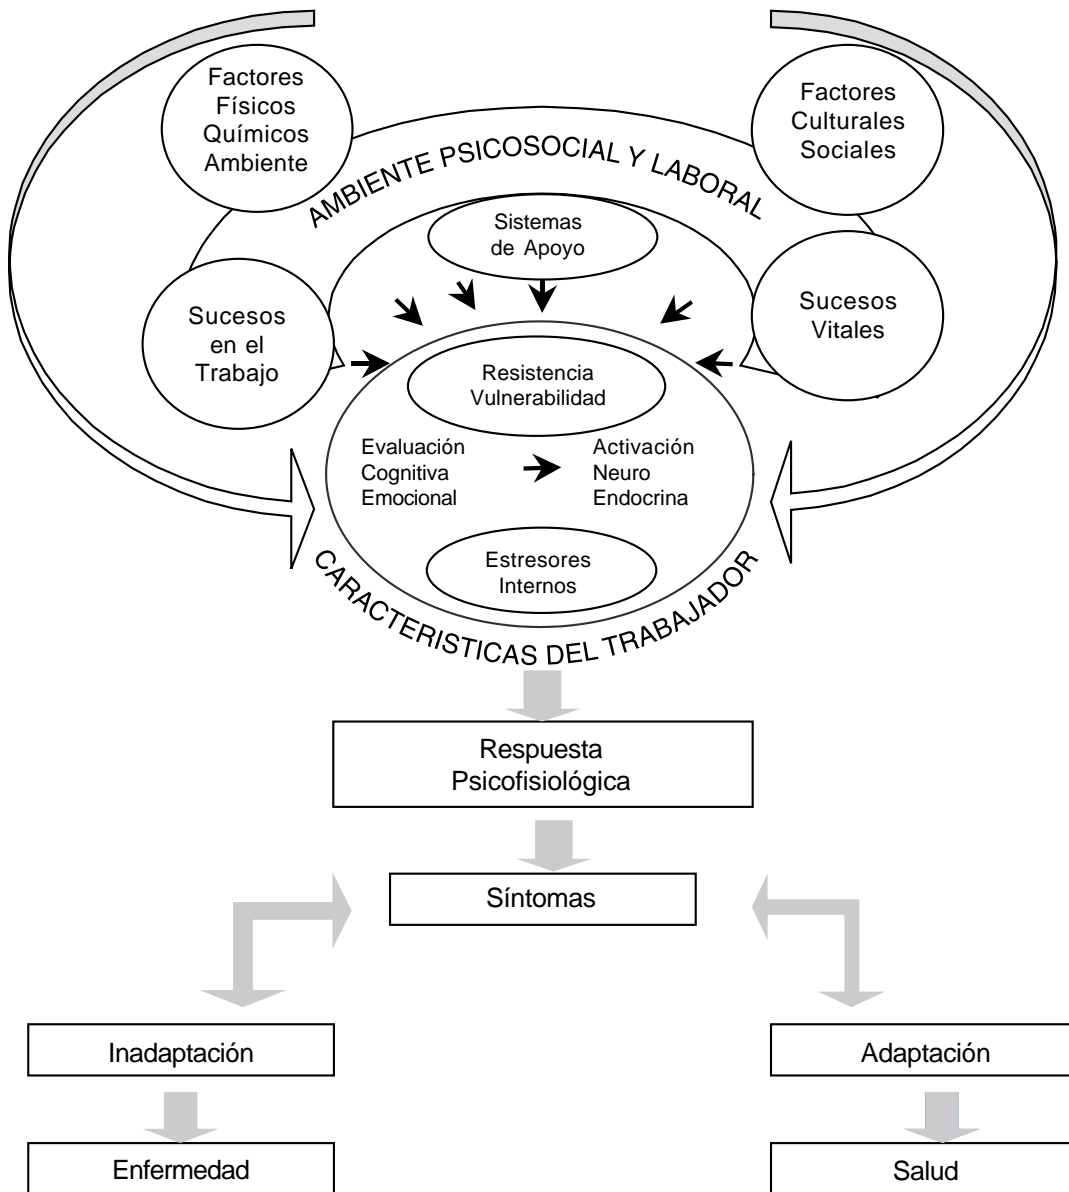 Factores
Físicos
Químicos
Ambiente
Factores
Culturales
Sociales
AMBIENTE PSICOSOCIAL Y LABORAL
Sistemas
de Apoyo
Sucesos
en el
Trabajo
Sucesos
Vitales
Resistencia
Vulnerabilidad
Evaluación
Cognitiva
Emocional
Activación
Neuro
Endocrina
Estresores
Internos
CARACTERISTICAS DEL TRABAJADOR
Respuesta
Psicofisiológica
Síntomas
Inadaptación
Adaptación
Enfermedad
Salud